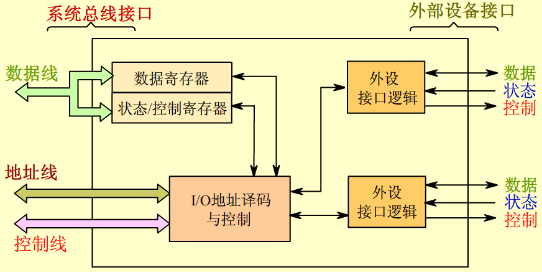 系统总线接口
外部设备接口
数据线
数据寄存器
状态/控制寄存器
外设
接口逻辑
数据
状态
控制
地址线
控制线
I/O地址译码
与控制
外设
接口逻辑
数据
状态
控制